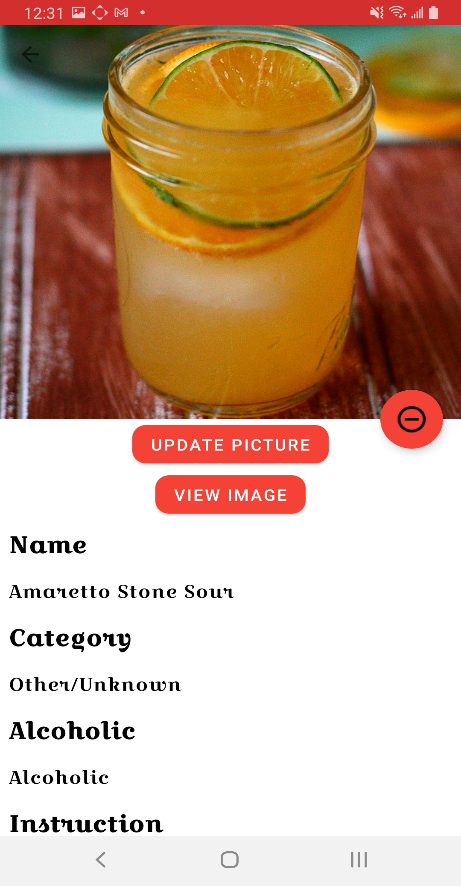 12:31
UPDATE PICTURE
VIEW IMAGE
Name
Amaretto Stone Sour
Category
Other/Unknown
Alcoholic
Alcoholic
Instruction